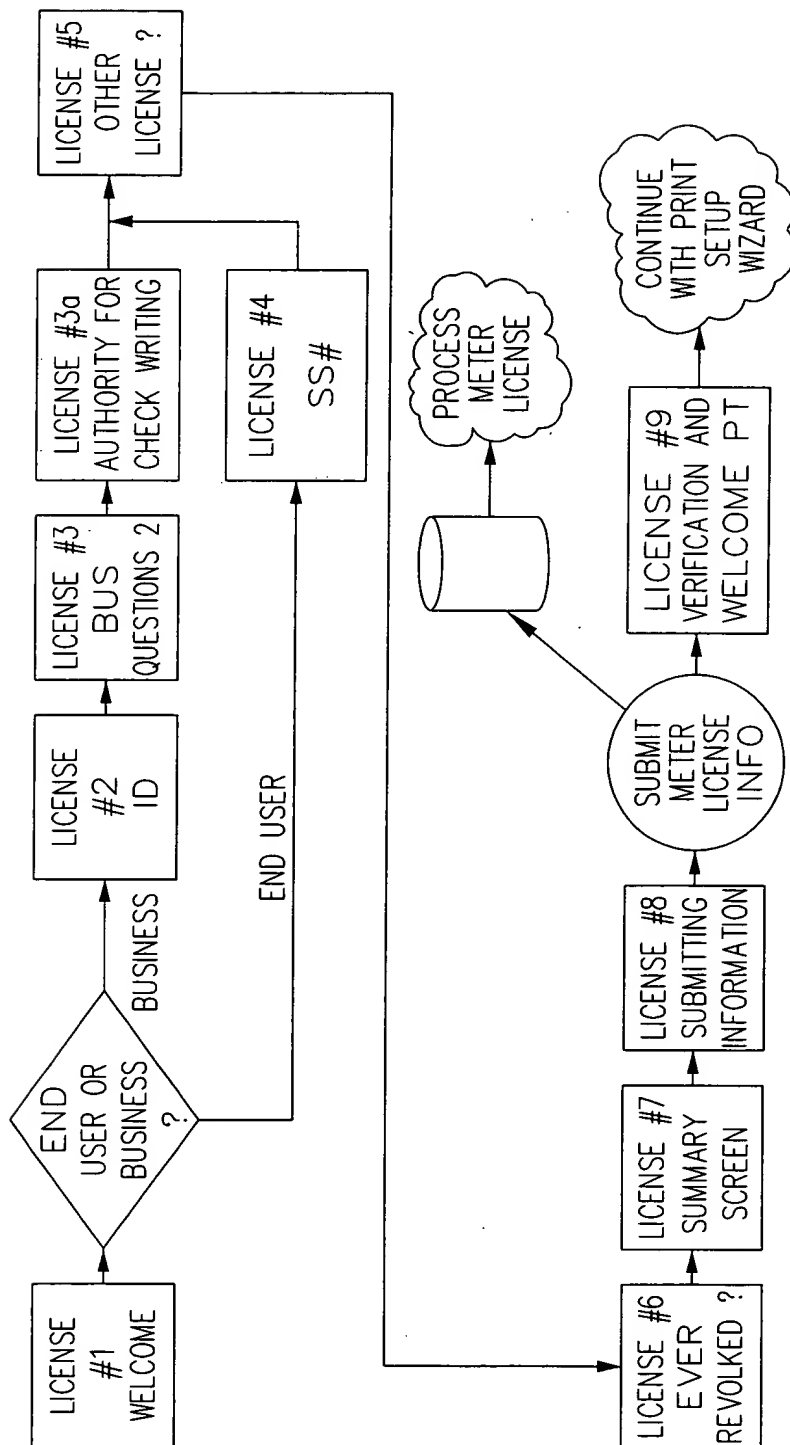 LICENSE
#1
WELCOME
END
USER OR
BUSINESS
?
BUSINESS
END USER
LICENSE
#2
ID
LICENSE #3
BUS
QUESTIONS 2
LICENSE #3a
AUTHORITY FOR
CHECK WRITING
LICENSE #4
SS#
LICENSE #5
OTHER
LICENSE ?
LICENSE #6
EVER
REVOLKED ?
LICENSE #7
SUMMARY
SCREEN
LICENSE #8
SUBMITTING
INFORMATION
SUBMIT
METER
LICENSE
INFO
PROCESS
METER
LICENSE
LICENSE #9
VERIFICATION AND
WELCOME PT
CONTINUE
WITH PRINT
SETUP
WIZARD